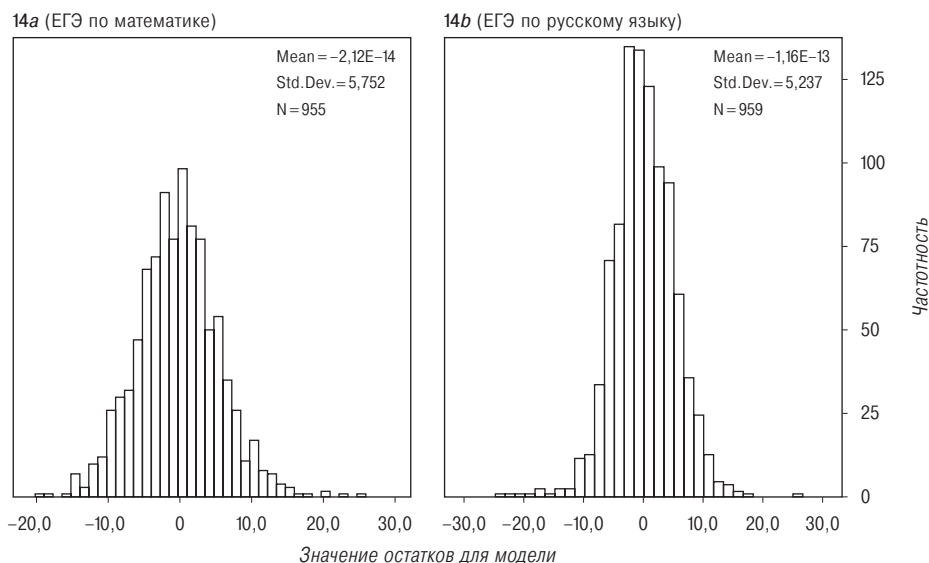 14a (ЕГЭ по математике)
Mean = –2,12E–14
Std.Dev. = 5,752
N = 955
–20,0 –10,0 0 10,0 20,0 30,0
14b (ЕГЭ по русскому языку)
Mean = –1,16E–13
Std.Dev. = 5,237
N = 959
125
100
75
50
25
0
Частотность
–30,0 –20,0 –10,0 0 10,0 20,0 30,0
Значение остатков для модели